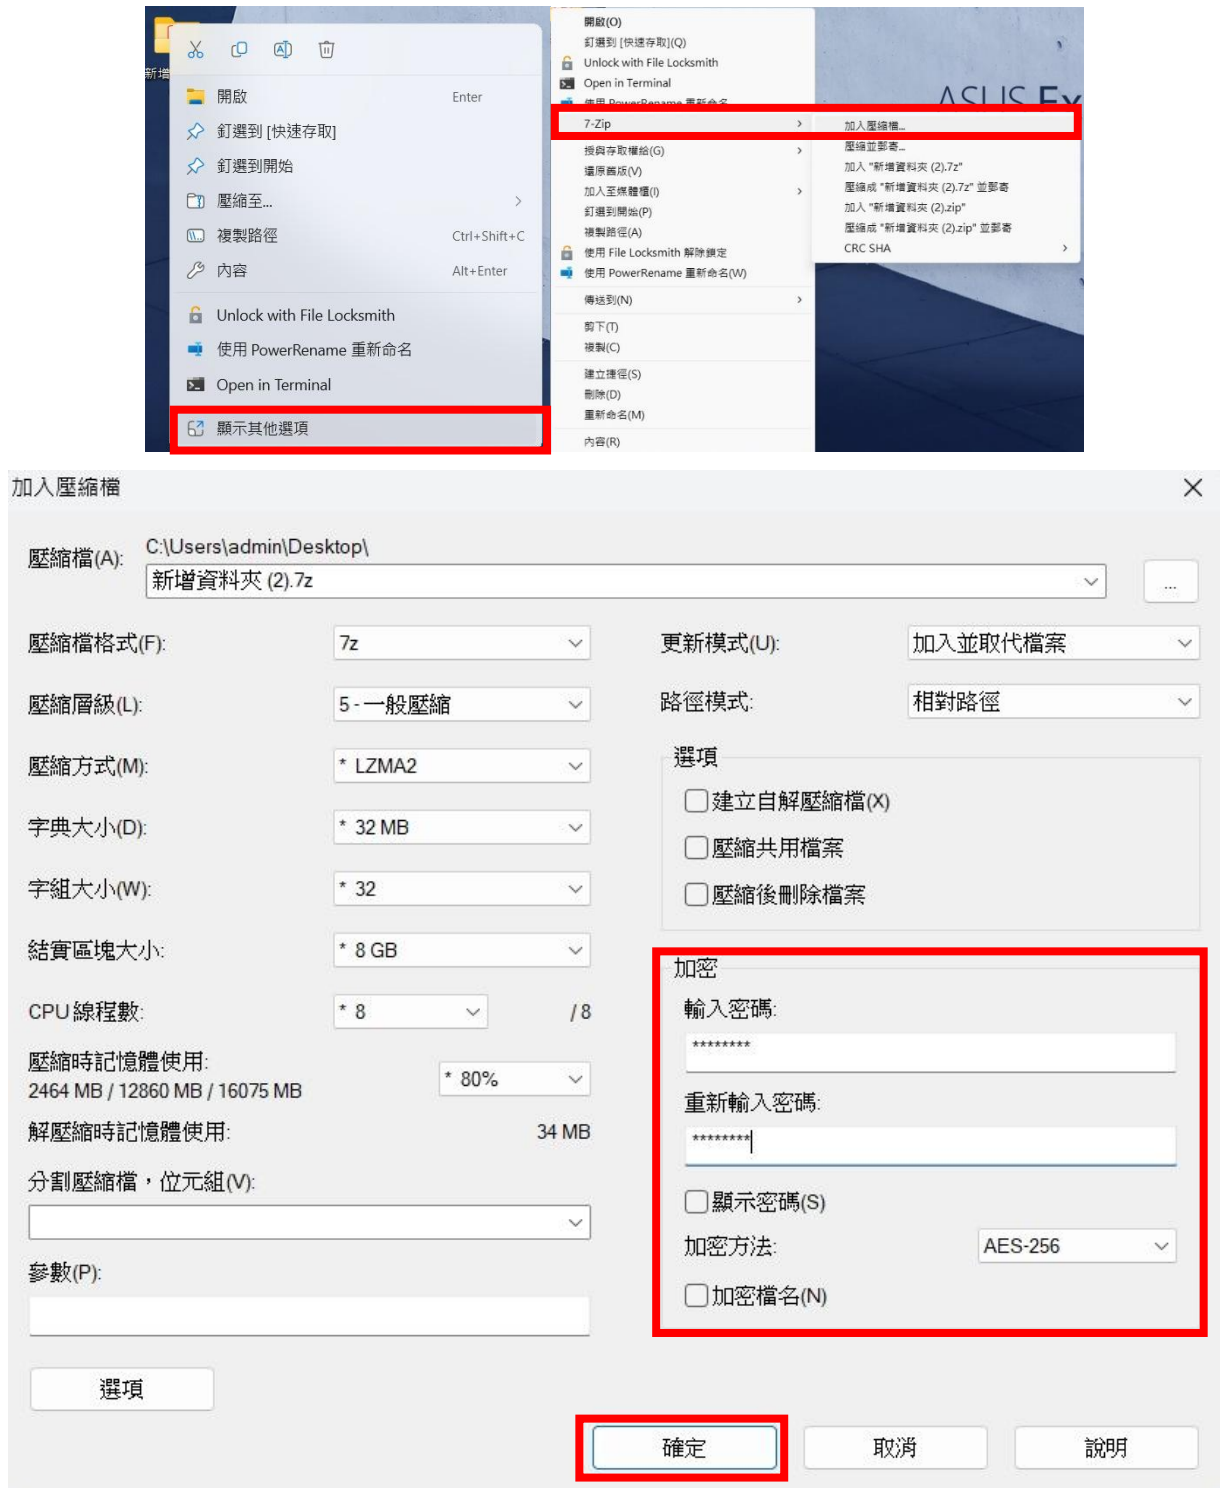 新增
開啟 Enter
釘選到 [快速存取]
釘選到開始
壓縮至...
複製路徑 Ctrl+Shift+C
內容 Alt+Enter
Unlock with File Locksmith
使用 PowerRename 重新命名
Open in Terminal
顯示其他選項
開啟(O)
釘選到 [快速存取](Q)
Unlock with File Locksmith
Open in Terminal
使用 PowerRename 重新命名
7-Zip
授與存取權給(G)
還原舊版(V)
加入至媒體櫃(I)
釘選到開始(P)
複製路徑(A)
使用 File Locksmith 解除鎖定
使用 PowerRename 重新命名(W)
傳送到(N)
剪下(T)
複製(C)
建立捷徑(S)
刪除(D)
重新命名(M)
內容(R)
ASUS Ex
加入壓縮檔...
壓縮並郵寄...
加入 "新增資料夾 (2).7z"
壓縮成 "新增資料夾 (2).7z" 並郵寄
加入 "新增資料夾 (2).zip"
壓縮成 "新增資料夾 (2).zip" 並郵寄
CRC SHA
加入壓縮檔
壓縮檔(A): C:\Users\admin\Desktop\
新增資料夾 (2).7z
...
壓縮檔格式(F): 7z
壓縮層級(L): 5 - 一般壓縮
壓縮方式(M): * LZMA2
字典大小(D): * 32 MB
字組大小(W): * 32
結實區塊大小: * 8 GB
CPU 線程數: * 8 / 8
壓縮時記憶體使用:
2464 MB / 12860 MB / 16075 MB * 80%
解壓縮時記憶體使用: 34 MB
分割壓縮檔，位元組(V):
參數(P):
選項
更新模式(U): 加入並取代檔案
路徑模式: 相對路徑
選項
建立自解壓縮檔(X)
壓縮共用檔案
壓縮後刪除檔案
加密
輸入密碼:
********
重新輸入密碼:
********
顯示密碼(S)
加密方法: AES-256
加密檔名(N)
確定 取消 說明